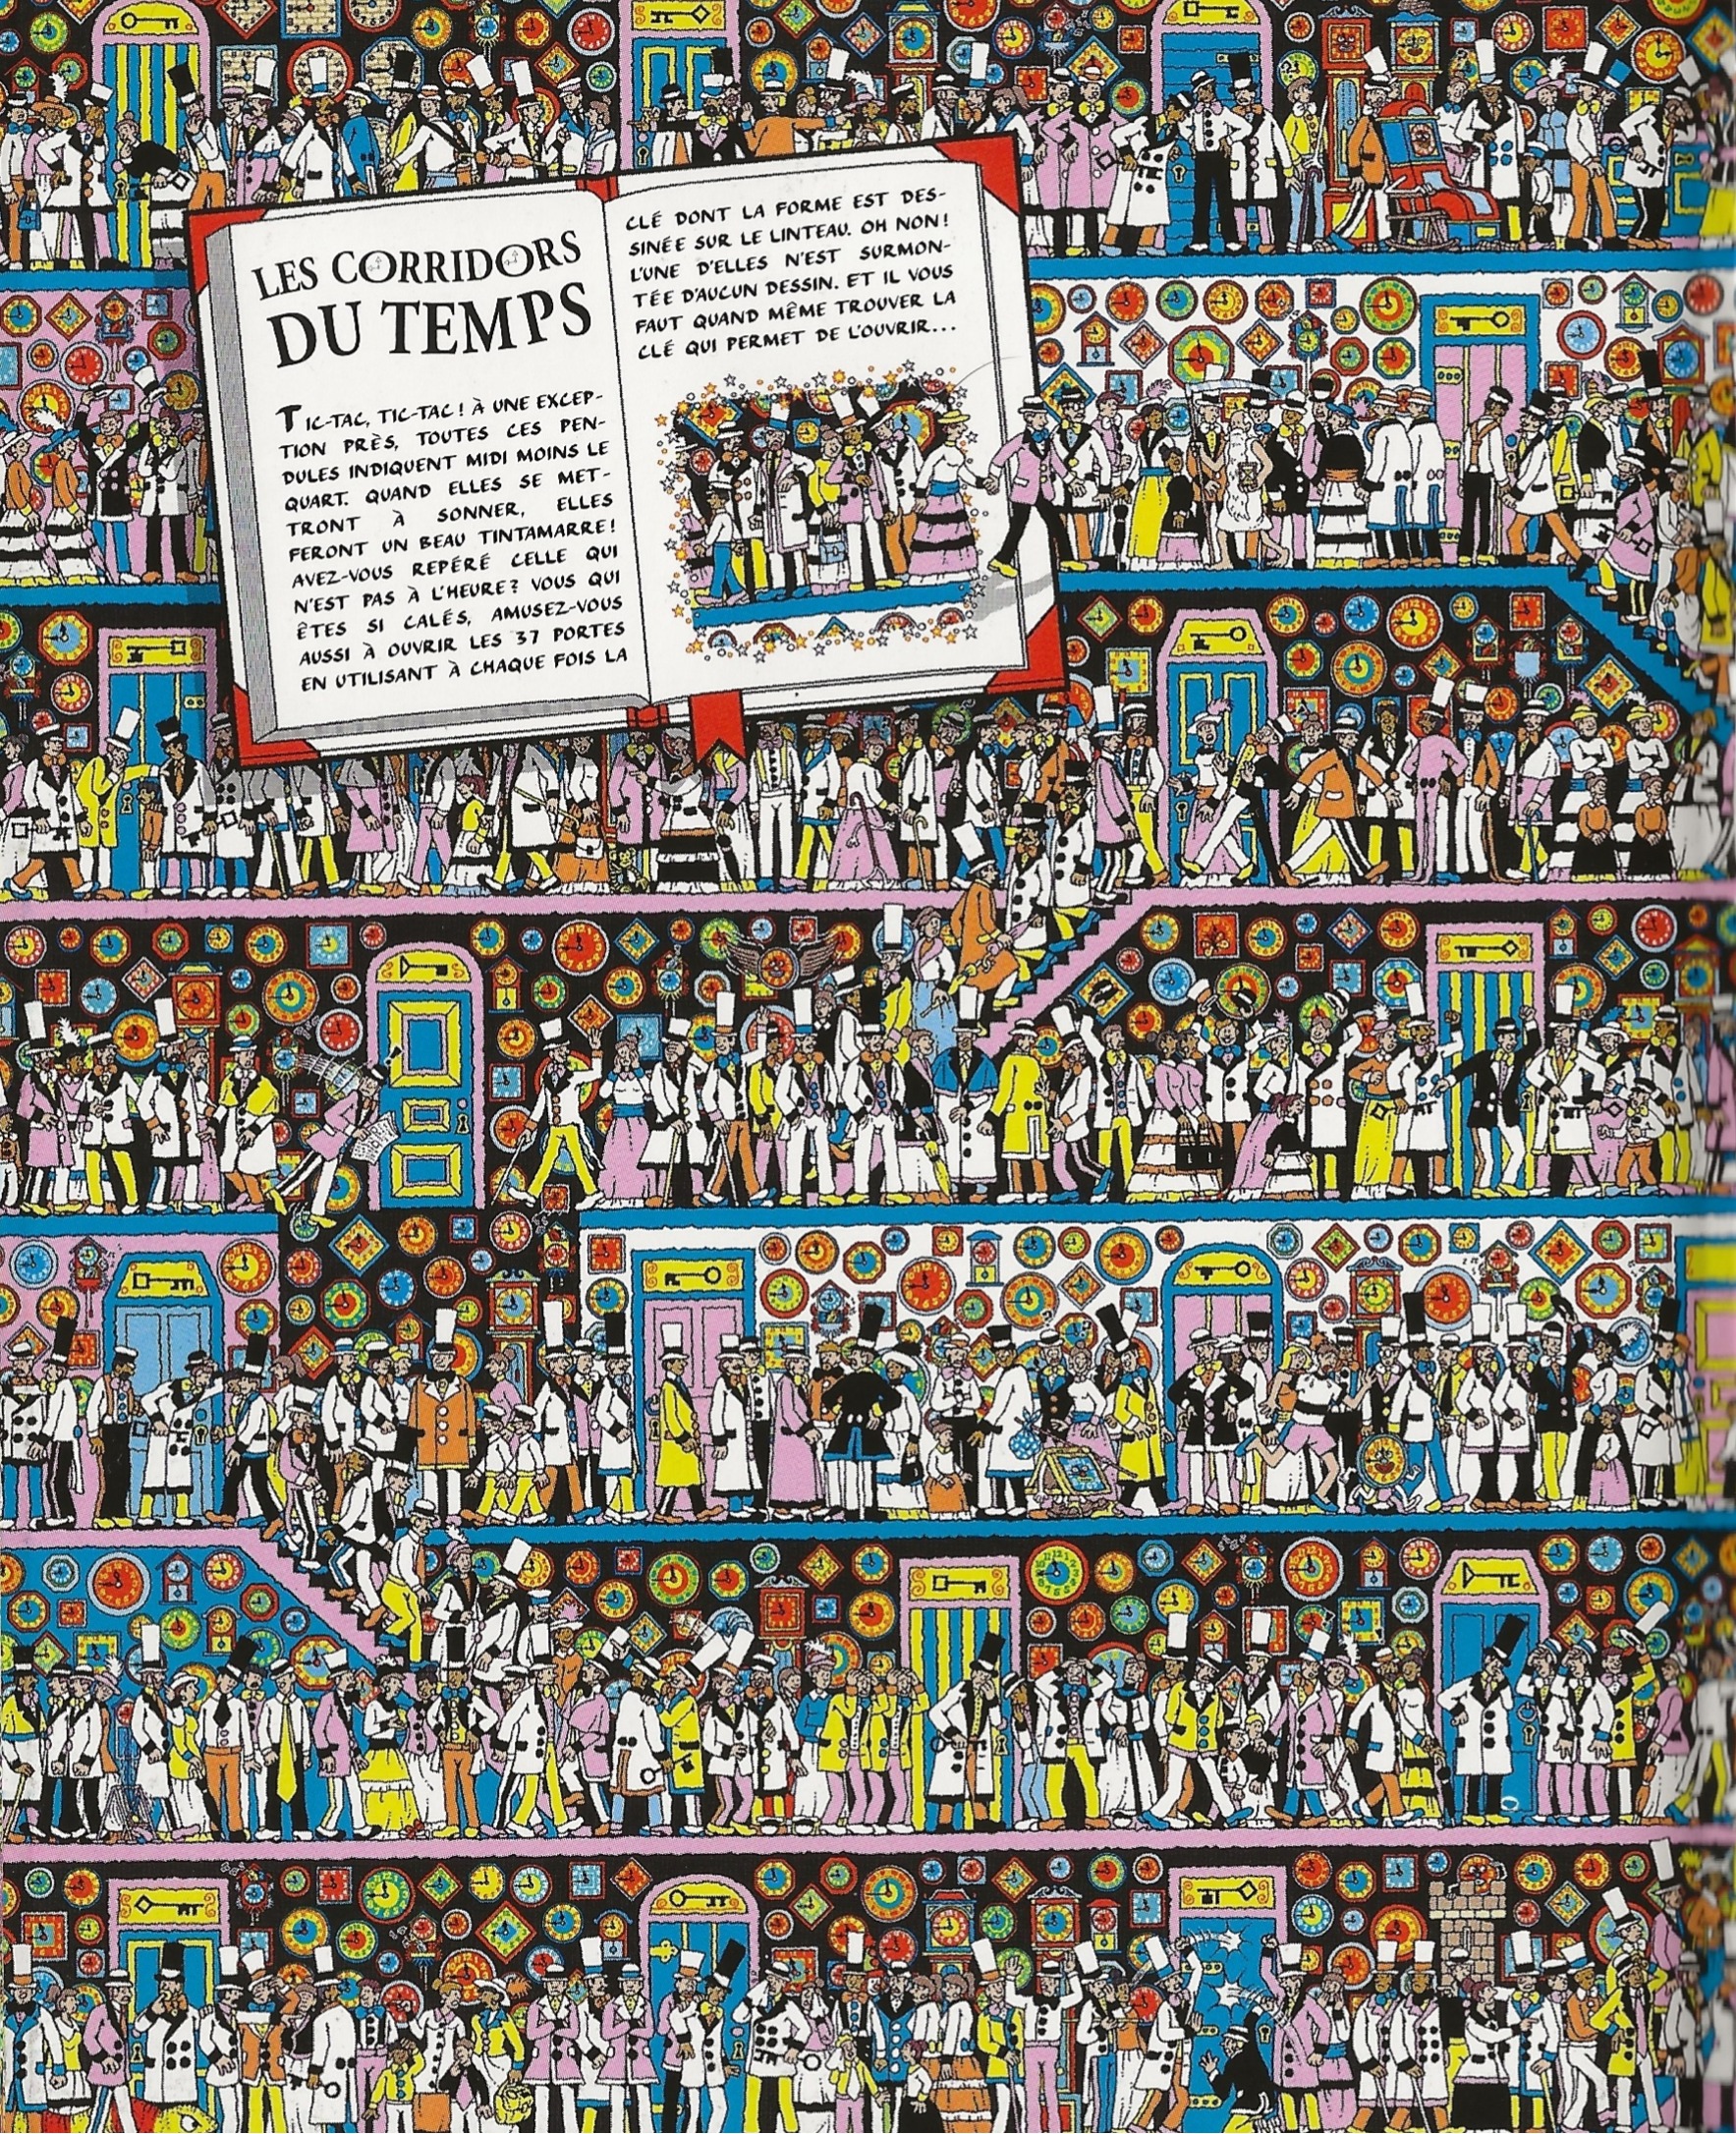 LES CORRIDORS
DU TEMPS
TIC-TAC, TIC-TAC! À UNE EXCEP-
TION PRÈS, TOUTES CES PEN-
DULES INDIQUENT MIDI MOINS LE
QUART. QUAND ELLES SE MET-
TRONT À SONNER, ELLES
FERONT UN BEAU TINTAMARRE!
AVEZ-VOUS REPÉRÉ CELLE QUI
N'EST PAS À L'HEURE? VOUS QUI
ÊTES SI CALÉS, AMUSEZ-VOUS
AUSSI À OUVRIR LES 37 PORTES
EN UTILISANT À CHAQUE FOIS LA
CLÉ DONT LA FORME EST DES-
SINÉE SUR LE LINTEAU. OH NON!
L'UNE D'ELLES N'EST SURMON-
TÉE D'AUCUN DESSIN. ET IL VOUS
FAUT QUAND MÊME TROUVER LA
CLÉ QUI PERMET DE L'OUVRIR...